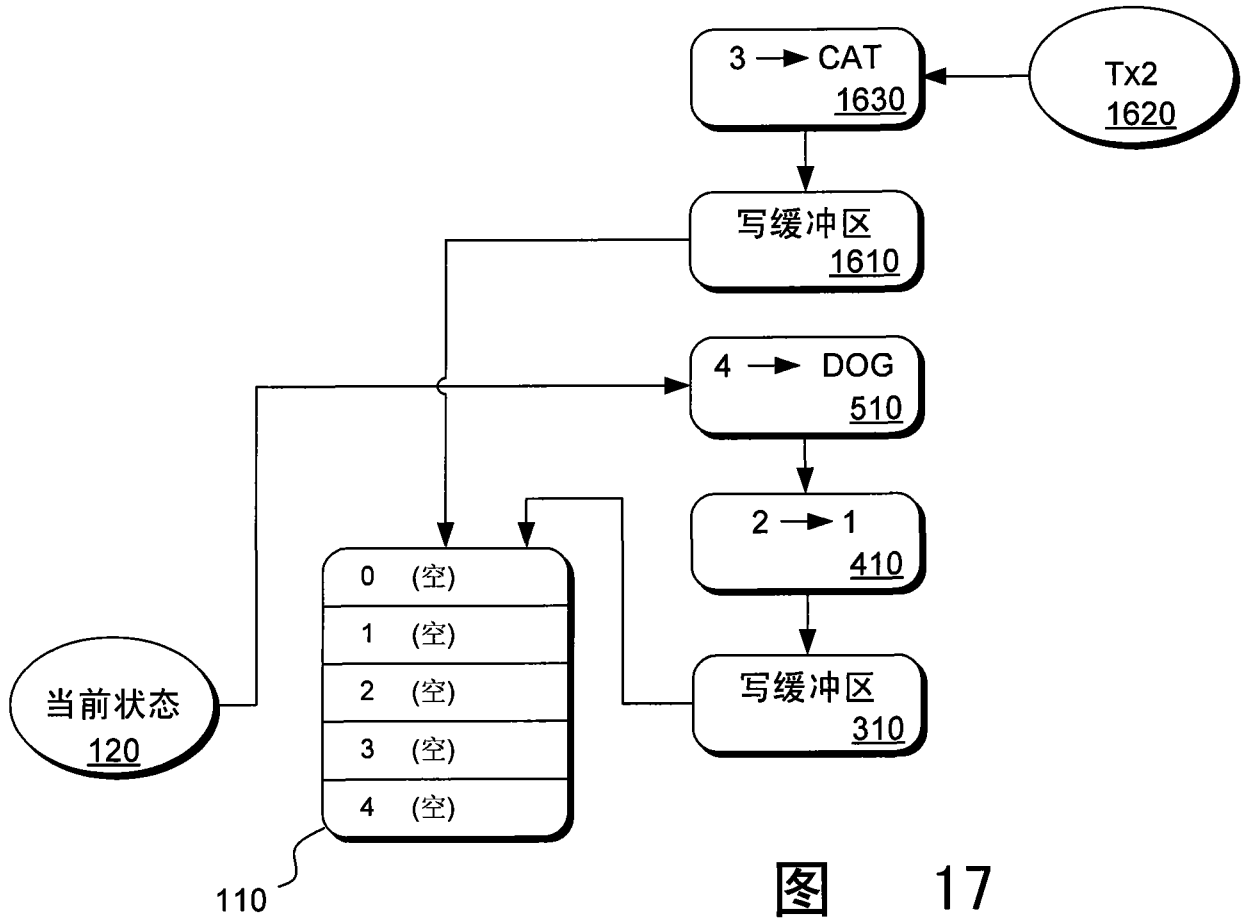 3 → CAT
1630
Tx2
1620
写缓冲区
1610
4 → DOG
510
2 → 1
410
0 (空)
1 (空)
2 (空)
3 (空)
4 (空)
写缓冲区
310
当前状态
120
110
图 17